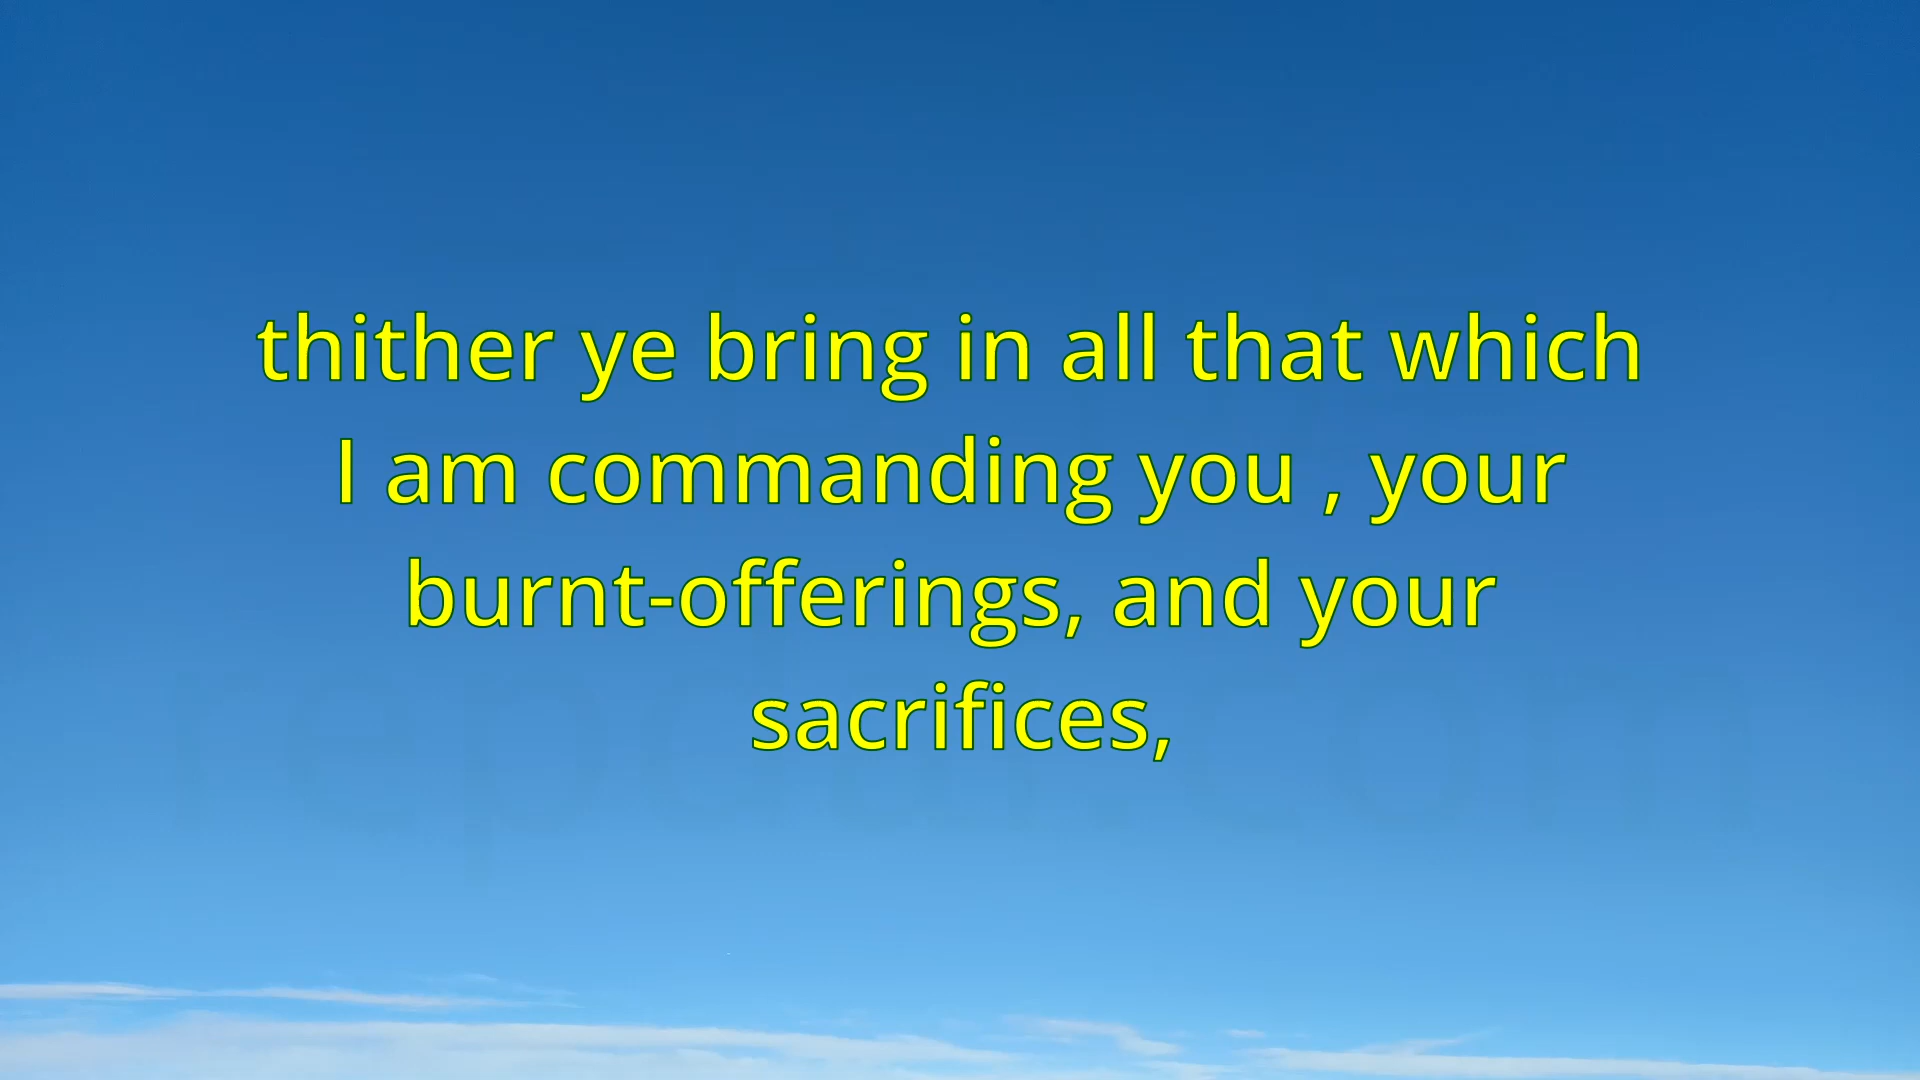 thither ye bring in all that which
I am commanding you , your
burnt-offerings, and your
sacrifices,